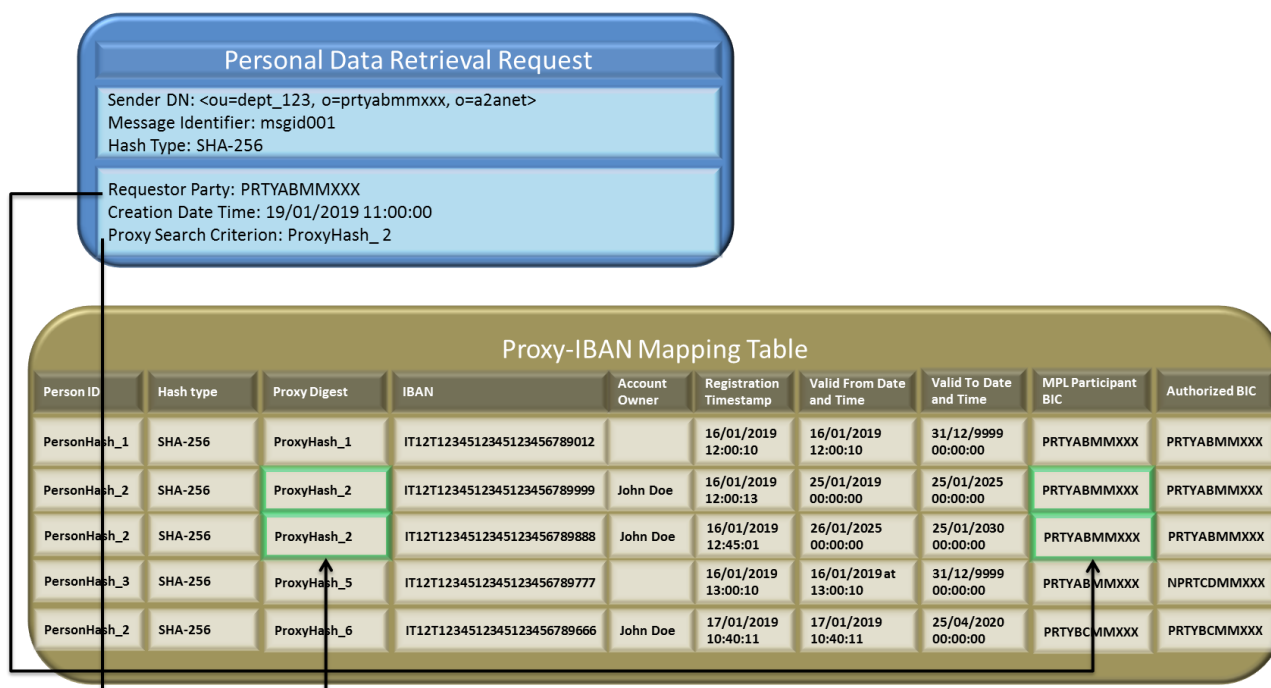 Personal Data Retrieval Request
Sender DN: <ou=dept_123, o=prtyabmmxxx, o=a2anet>
Message Identifier: msgid001
Hash Type: SHA-256
Requestor Party: PRTYABMMXXX
Creation Date Time: 19/01/2019 11:00:00
Proxy Search Criterion: ProxyHash_ 2
Proxy-IBAN Mapping Table
Person ID Hash type Proxy Digest IBAN Account Owner Registration Timestamp Valid From Date and Time Valid To Date and Time MPL Participant BIC Authorized BIC
PersonHash_1 SHA-256 ProxyHash_1 IT12T1234512345123456789012 16/01/2019 12:00:10 16/01/2019 12:00:10 31/12/9999 00:00:00 PRTYABMMXXX PRTYABMMXXX
PersonHash_2 SHA-256 ProxyHash_2 IT12T1234512345123456789999 John Doe 16/01/2019 12:00:13 25/01/2019 00:00:00 25/01/2025 00:00:00 PRTYABMMXXX PRTYABMMXXX
PersonHash_2 SHA-256 ProxyHash_2 IT12T1234512345123456789888 John Doe 16/01/2019 12:45:01 26/01/2025 00:00:00 25/01/2030 00:00:00 PRTYABMMXXX PRTYABMMXXX
PersonHash_3 SHA-256 ProxyHash_5 IT12T1234512345123456789777 16/01/2019 13:00:10 16/01/2019 at 13:00:10 31/12/9999 00:00:00 PRTYABMMXXX NPRTCDMMXXX
PersonHash_2 SHA-256 ProxyHash_6 IT12T1234512345123456789666 John Doe 17/01/2019 10:40:11 17/01/2019 10:40:11 25/04/2020 00:00:00 PRTYBCMMXXX PRTYBCMMXXX